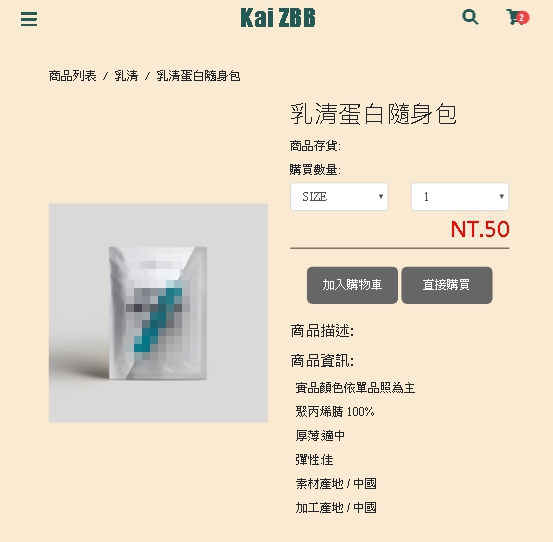 Kai ZBB
2
商品列表 / 乳清 / 乳清蛋白隨身包
乳清蛋白隨身包
商品存貨:
購買數量:
SIZE 1
NT.50
加入購物車 直接購買
商品描述:
商品資訊:
實品顏色依單品照為主
聚丙烯腈 100%
厚薄適中
彈性佳
素材產地 / 中國
加工產地 / 中國